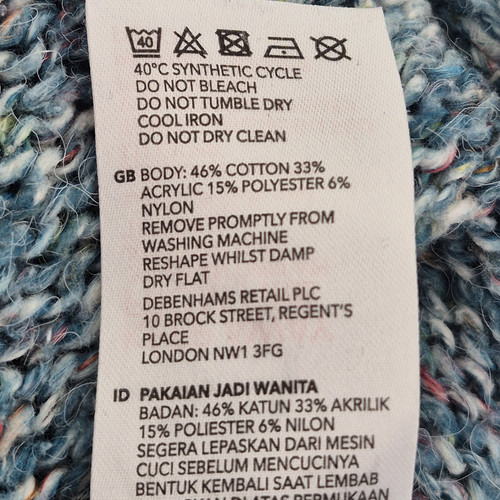 40
40°C SYNTHETIC CYCLE
DO NOT BLEACH
DO NOT TUMBLE DRY
COOL IRON
DO NOT DRY CLEAN
GB BODY: 46% COTTON 33%
ACRYLIC 15% POLYESTER 6%
NYLON
REMOVE PROMPTLY FROM
WASHING MACHINE
RESHAPE WHILST DAMP
DRY FLAT
DEBENHAMS RETAIL PLC
10 BROCK STREET, REGENT'S
PLACE
LONDON NW1 3FG
ID PAKAIAN JADI WANITA
BADAN: 46% KATUN 33% AKRILIK
15% POLIESTER 6% NILON
SEGERA LEPASKAN DARI MESIN
CUCI SEBELUM MENCUCINYA
BENTUK KEMBALI SAAT LEMBAB
DI ATAS PERMUKAAN